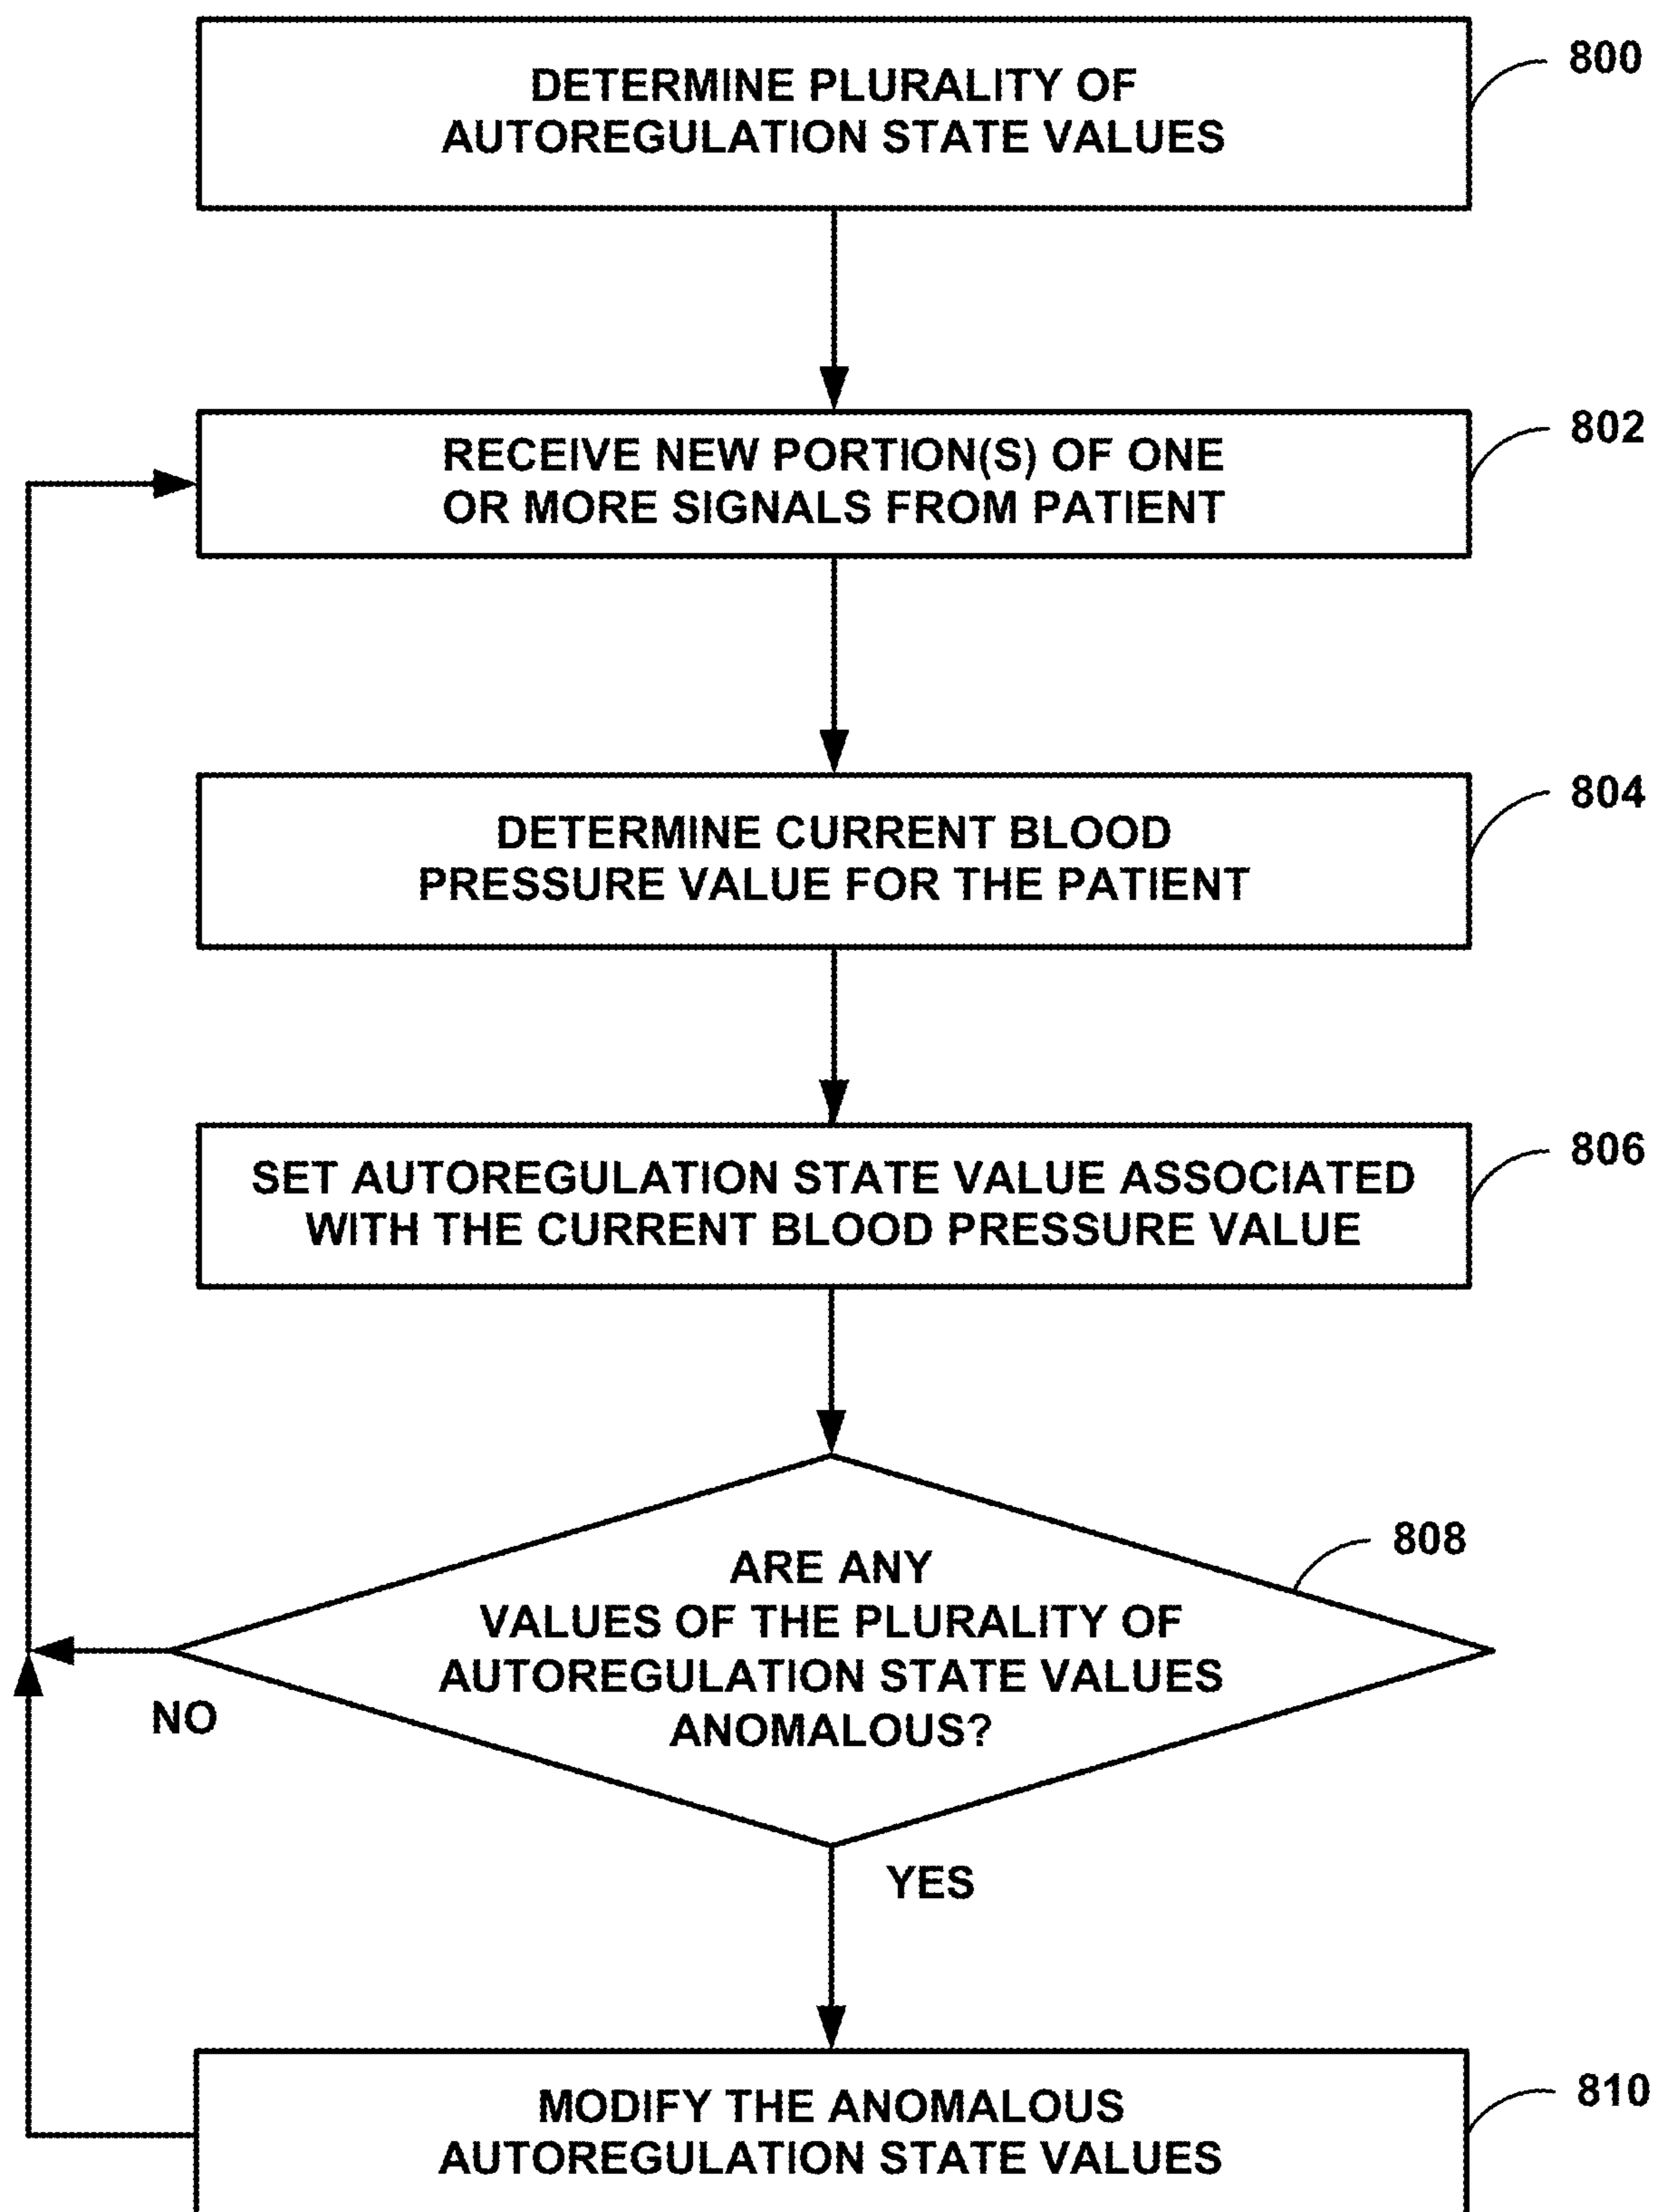 DETERMINE PLURALITY OF
AUTOREGULATION STATE VALUES
800
RECEIVE NEW PORTION(S) OF ONE
OR MORE SIGNALS FROM PATIENT
802
DETERMINE CURRENT BLOOD
PRESSURE VALUE FOR THE PATIENT
804
SET AUTOREGULATION STATE VALUE ASSOCIATED
WITH THE CURRENT BLOOD PRESSURE VALUE
806
ARE ANY
VALUES OF THE PLURALITY OF
AUTOREGULATION STATE VALUES
ANOMALOUS?
808
NO
YES
MODIFY THE ANOMALOUS
AUTOREGULATION STATE VALUES
810